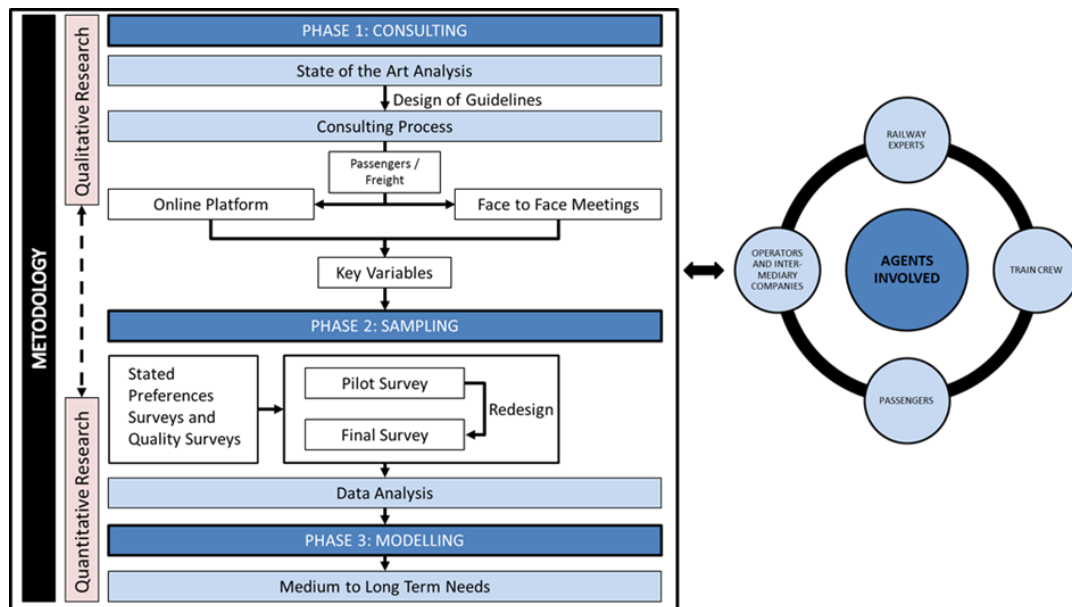 METODOLOGY
Qualitative Research
Quantitative Research
PHASE 1: CONSULTING
State of the Art Analysis
Design of Guidelines
Consulting Process
Passengers /
Freight
Online Platform
Face to Face Meetings
Key Variables
PHASE 2: SAMPLING
Stated
Preferences
Surveys and
Quality Surveys
Pilot Survey
Redesign
Final Survey
Data Analysis
PHASE 3: MODELLING
Medium to Long Term Needs
RAILWAY
EXPERTS
OPERATORS
AND INTER-
MEDIARY
COMPANIES
AGENTS
INVOLVED
TRAIN CREW
PASSENGERS